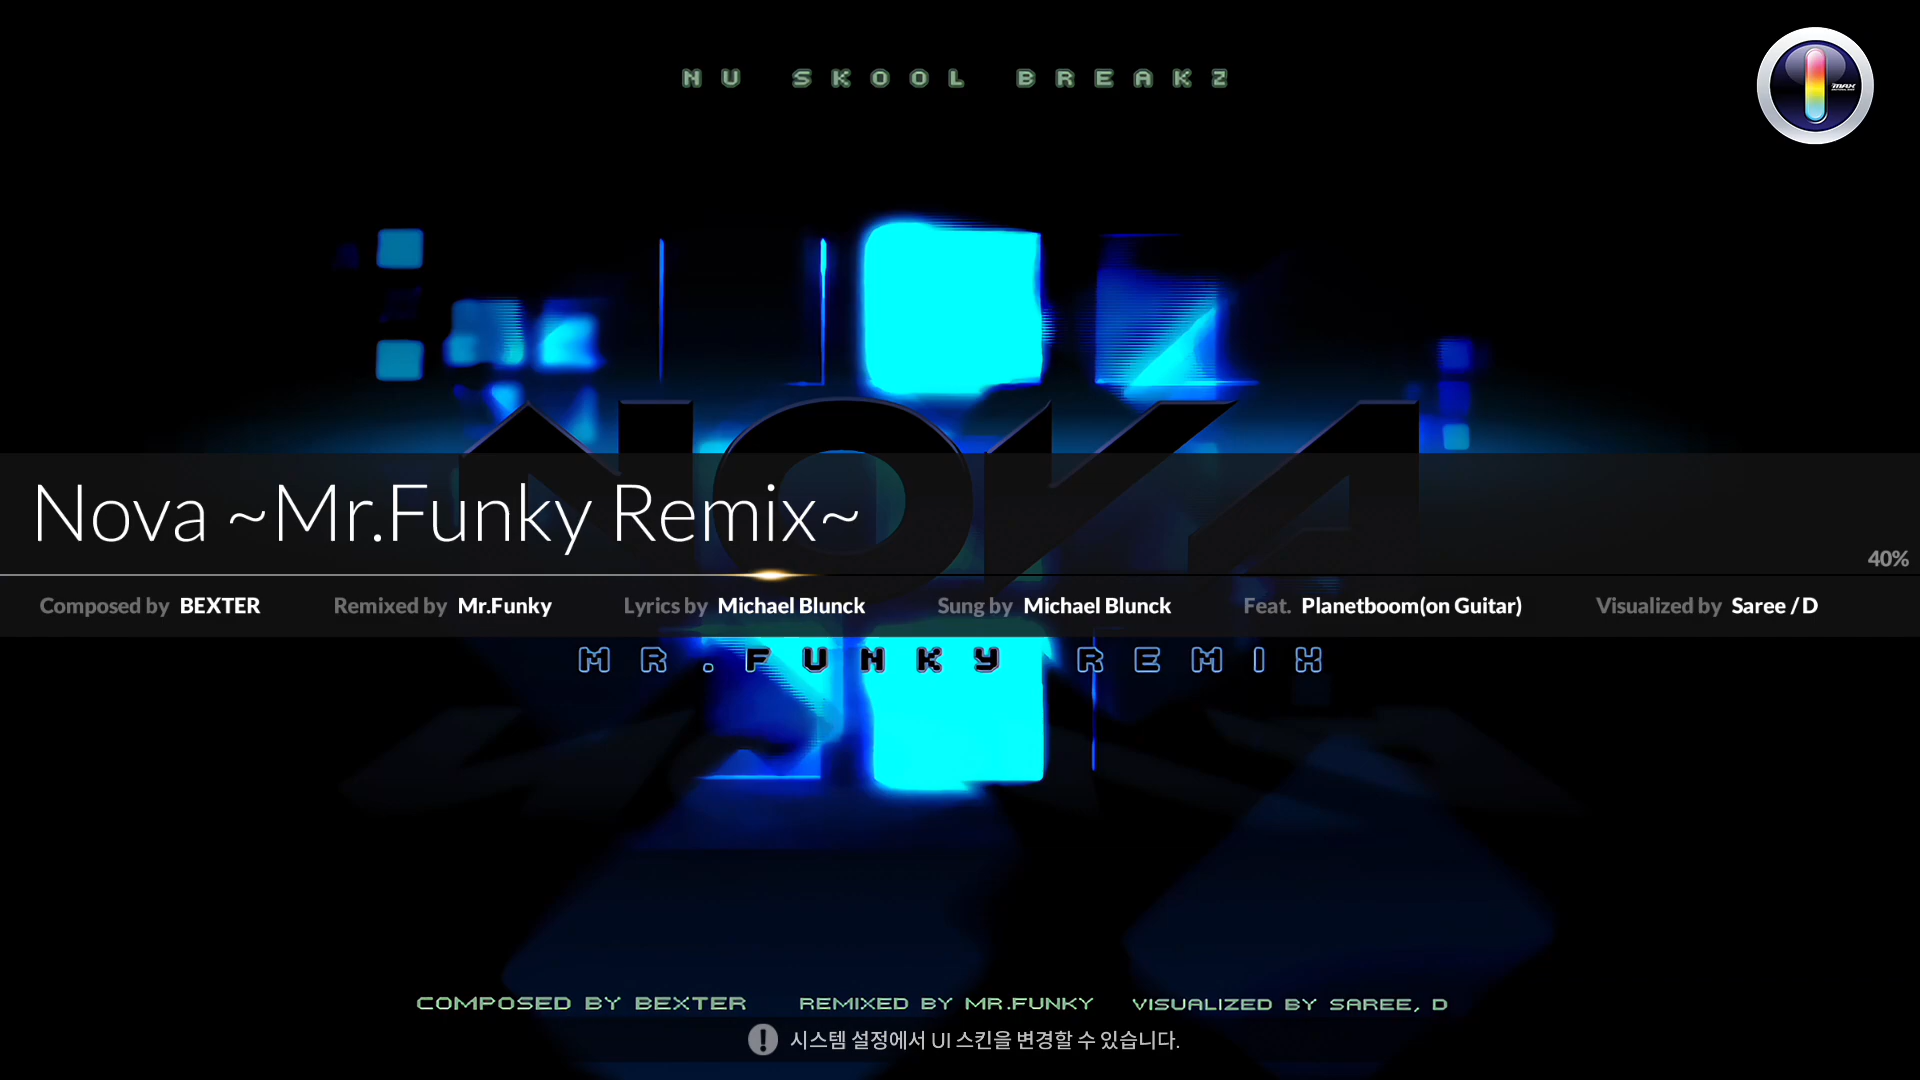 NU SKOOL BREAKZ
MAX
NOVA
Nova ~Mr.Funky Remix~
40%
Composed by BEXTER Remixed by Mr.Funky Lyrics by Michael Blunck Sung by Michael Blunck Feat. Planetboom(on Guitar) Visualized by Saree / D
MR.FUNKY REMIX
COMPOSED BY BEXTER REMIXED BY MR.FUNKY VISUALIZED BY SAREE, D
시스템 설정에서 UI 스킨을 변경할 수 있습니다.